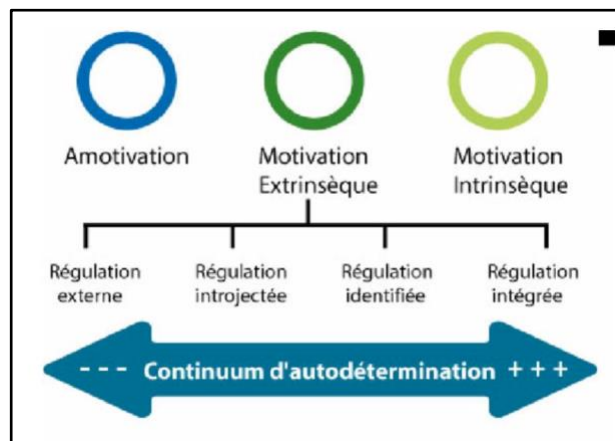 Amotivation
Motivation
Extrinsèque
Motivation
Intrinsèque
Régulation
externe
Régulation
introjectée
Régulation
identifiée
Régulation
intégrée
- - - Continuum d'autodétermination + + +